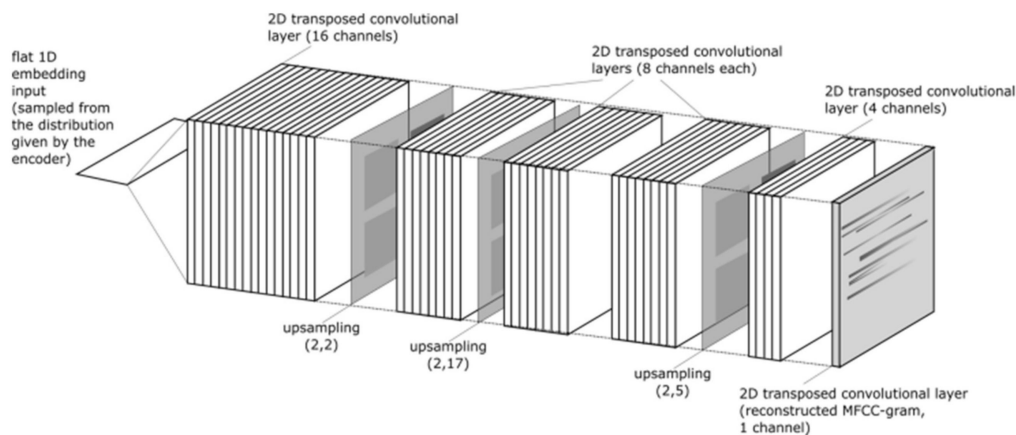 2D transposed convolutional
layer (16 channels)
flat 1D
embedding
input
(sampled from
the distribution
given by the
encoder)
2D transposed convolutional
layers (8 channels each)
2D transposed convolutional
layer (4 channels)
upsampling
(2,2)
upsampling
(2,17)
upsampling
(2,5)
2D transposed convolutional layer
(reconstructed MFCC-gram,
1 channel)